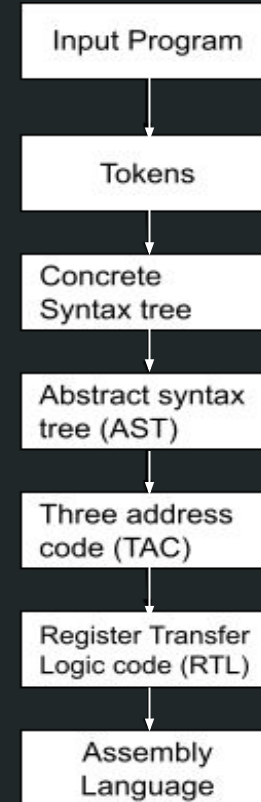 Input Program
Tokens
Concrete
Syntax tree
Abstract syntax
tree (AST)
Three address
code (TAC)
Register Transfer
Logic code (RTL)
Assembly
Language